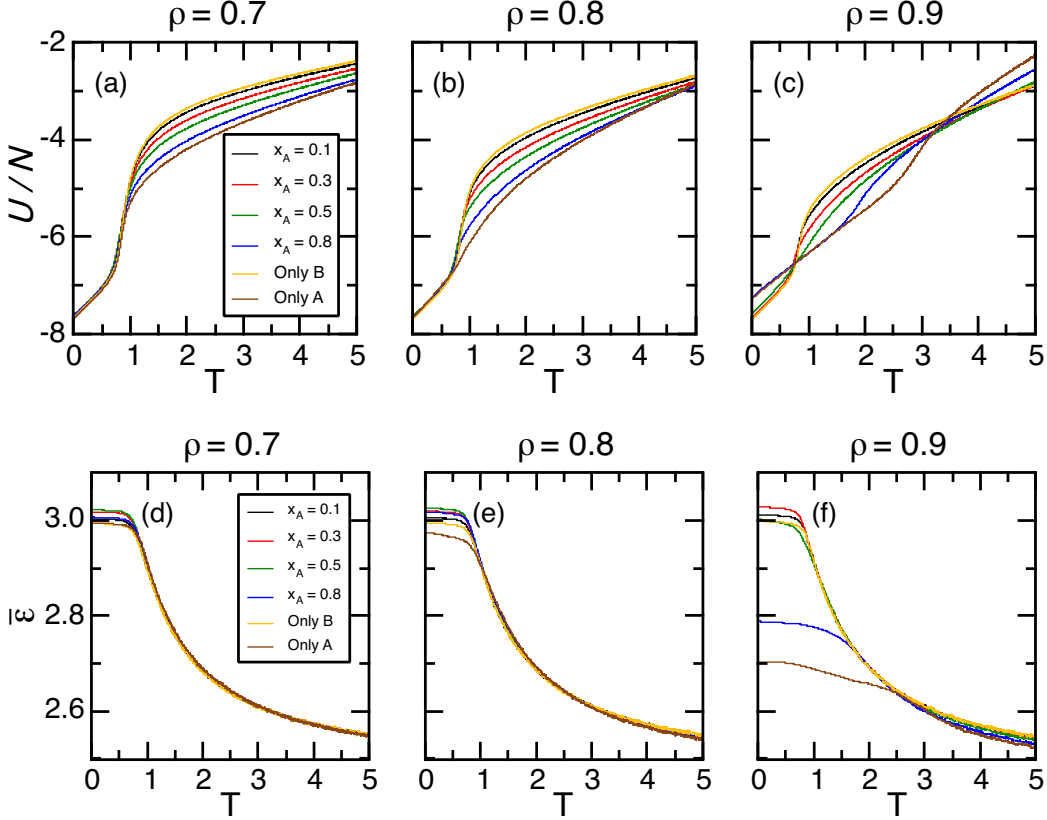 ρ = 0.7 ρ = 0.8 ρ = 0.9
-2
-4
-6
-8
U / N
(a) (b) (c)
x_A = 0.1
x_A = 0.3
x_A = 0.5
x_A = 0.8
Only B
Only A
0 1 2 3 4 5 0 1 2 3 4 5 0 1 2 3 4 5
T T T
ρ = 0.7 ρ = 0.8 ρ = 0.9
3.0
2.8
2.6
ε̅
(d) (e) (f)
x_A = 0.1
x_A = 0.3
x_A = 0.5
x_A = 0.8
Only B
Only A
0 1 2 3 4 5 0 1 2 3 4 5 0 1 2 3 4 5
T T T